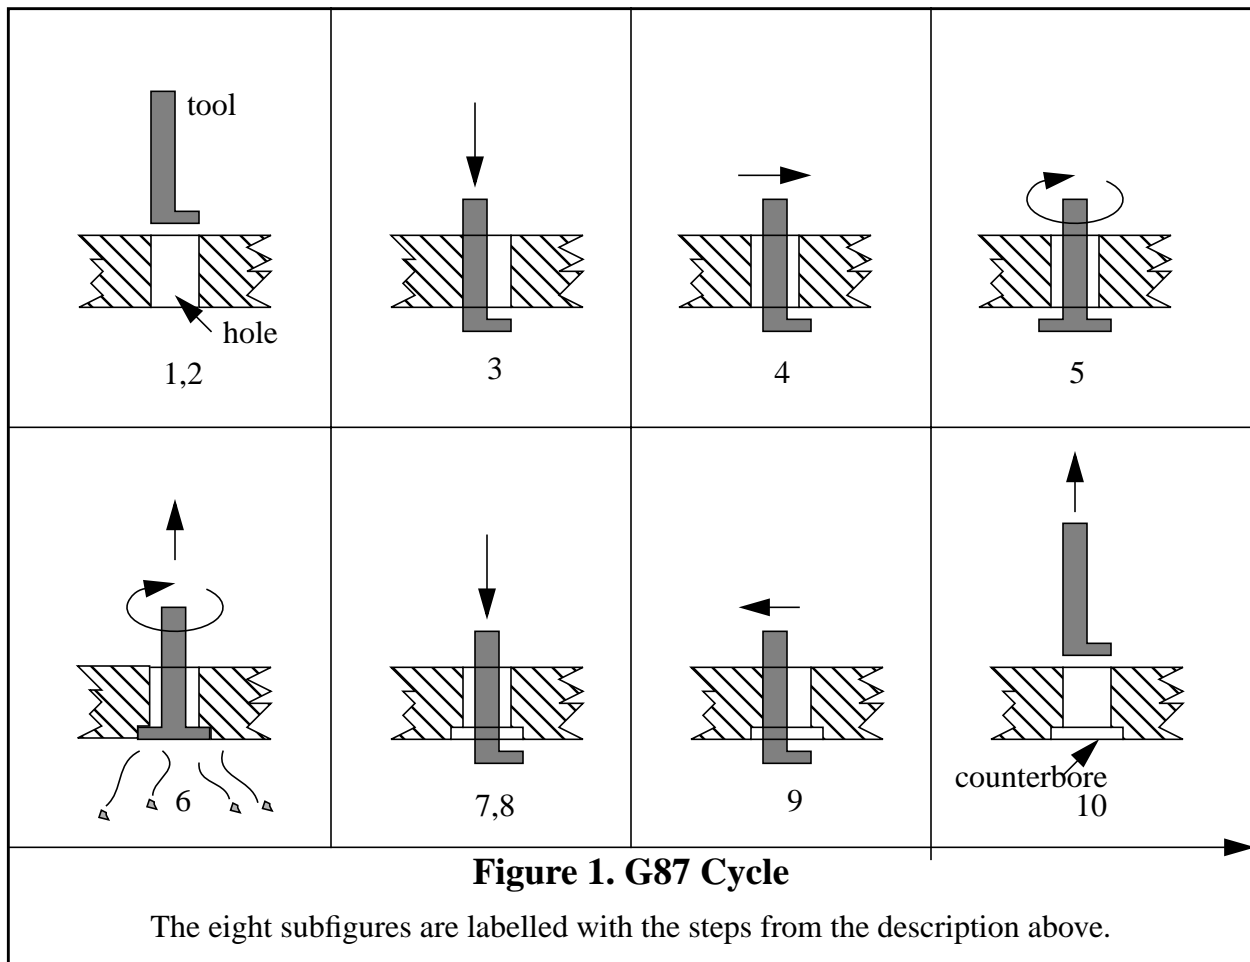 tool
hole
1,2
3
4
5
6
7,8
9
counterbore
10
Figure 1. G87 Cycle
The eight subfigures are labelled with the steps from the description above.